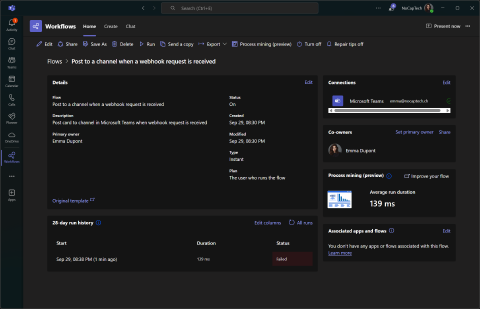 Search (Ctrl+E)
NoCapTech
Activity
Chat
Teams
Calendar
Calls
OneDrive
Workflows
Apps
Workflows Home Create Chat
Present now
Edit Share Save As Delete Run Send a copy Export Process mining (preview) Turn off Repair tips off
Flows > Post to a channel when a webhook request is received
Details Edit
Flow
Post to a channel when a webhook request is received
Description
Post card to channel in Microsoft Teams when webhook request is received
Primary owner
Emma Dupont
Status
On
Created
Sep 29, 08:30 PM
Modified
Sep 29, 08:30 PM
Type
Instant
Plan
The user who runs the flow
Original template
28-day run history Edit columns All runs
Start Duration Status
Sep 29, 08:38 PM (1 min ago) 139 ms Failed
Connections Edit
Microsoft Teams emma@nocaptech.ch
Co-owners Set primary owner Share
Emma Dupont
Process mining (preview) Improve your flow
Average run duration
139 ms
Associated apps and flows Edit
You don't have any apps or flows associated with this flow.
Learn more